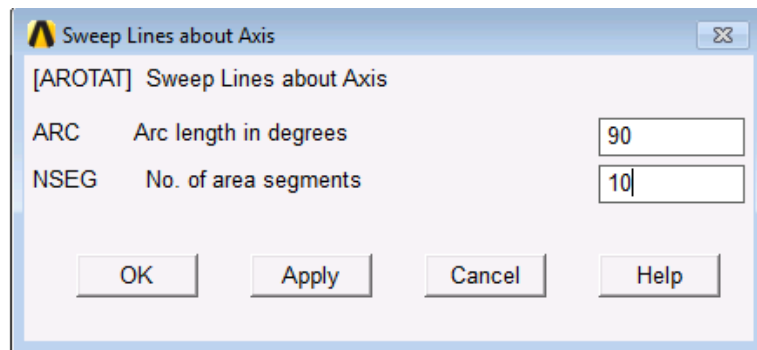 Sweep Lines about Axis
[AROTAT] Sweep Lines about Axis
ARC Arc length in degrees 90
NSEG No. of area segments 10
OK Apply Cancel Help